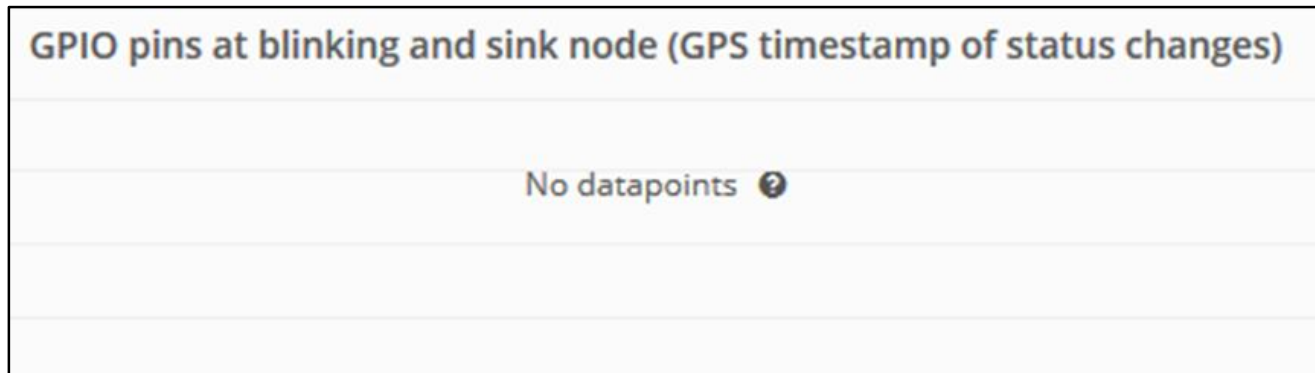 GPIO pins at blinking and sink node (GPS timestamp of status changes)
No datapoints